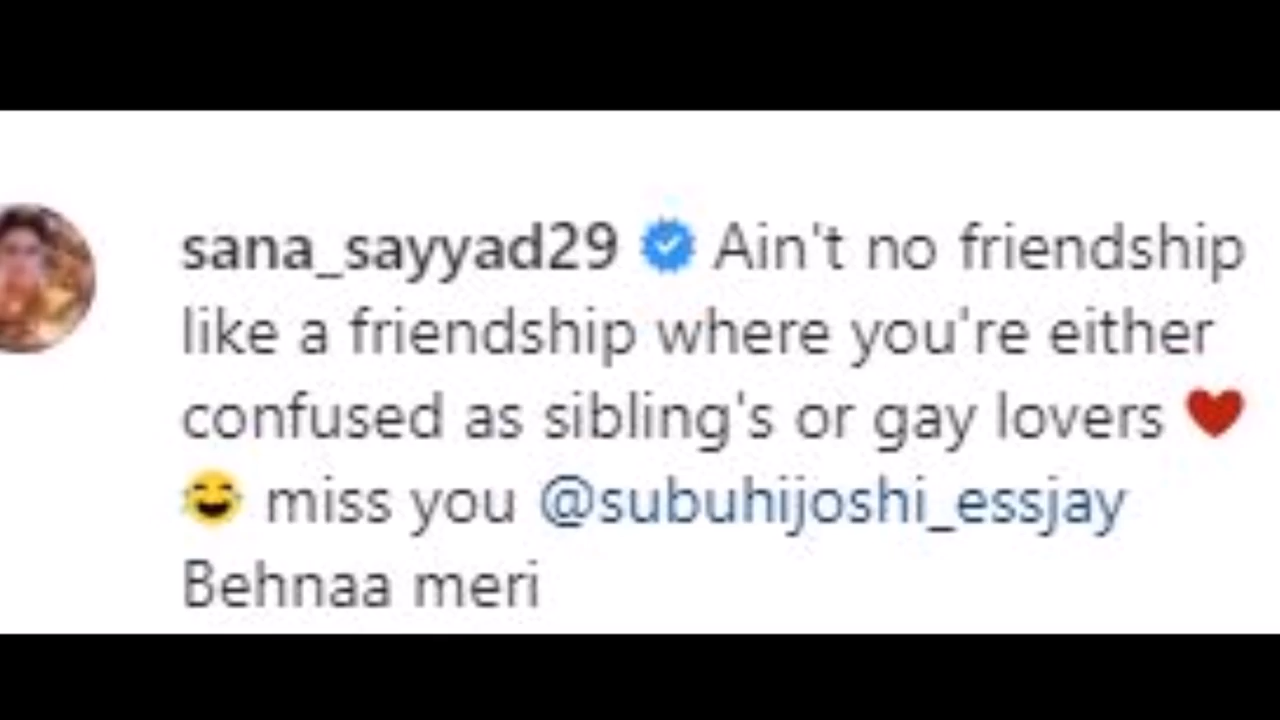 sana_sayyad29 Ain't no friendship
like a friendship where you're either
confused as sibling's or gay lovers ❤️
😂 miss you @subuhijoshi_essjay
Behnaa meri